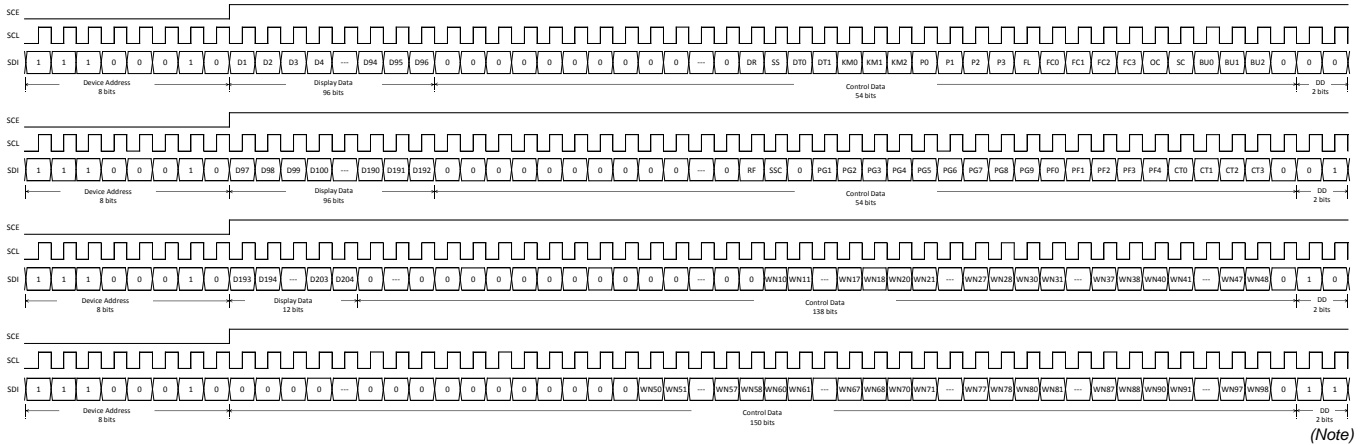 SCE
SCL
SDI 1 1 1 0 0 0 1 0 D1 D2 D3 D4 --- D94 D95 D96 0 0 0 0 0 0 0 0 0 0 --- 0 DR SS DT0 DT1 KM0 KM1 KM2 P0 P1 P2 P3 FL FC0 FC1 FC2 FC3 OC SC BU0 BU1 BU2 0 0 0
Device Address Display Data Control Data DD
8 bits 96 bits 54 bits 2 bits
SCE
SCL
SDI 1 1 1 0 0 0 1 0 D97 D98 D99 D100 --- D190 D191 D192 0 0 0 0 0 0 0 0 0 0 --- 0 RF SSC 0 PG1 PG2 PG3 PG4 PG5 PG6 PG7 PG8 PG9 PF0 PF1 PF2 PF3 PF4 CT0 CT1 CT2 CT3 0 0 1
Device Address Display Data Control Data DD
8 bits 96 bits 54 bits 2 bits
SCE
SCL
SDI 1 1 1 0 0 0 1 0 D193 D194 --- D203 D204 0 --- 0 0 0 0 0 0 0 0 0 0 0 --- 0 0 WN10 WN11 --- WN17 WN18 WN20 WN21 --- WN27 WN28 WN30 WN31 --- WN37 WN38 WN40 WN41 --- WN47 WN48 0 1 0
Device Address Display Data Control Data DD
8 bits 12 bits 138 bits 2 bits
SCE
SCL
SDI 1 1 1 0 0 0 1 0 0 0 0 0 --- 0 0 0 0 0 0 0 0 0 0 0 WN50 WN51 --- WN57 WN58 WN60 WN61 --- WN67 WN68 WN70 WN71 --- WN77 WN78 WN80 WN81 --- WN87 WN88 WN90 WN91 --- WN97 WN98 0 1 1
Device Address Control Data DD
8 bits 150 bits 2 bits
(Note)